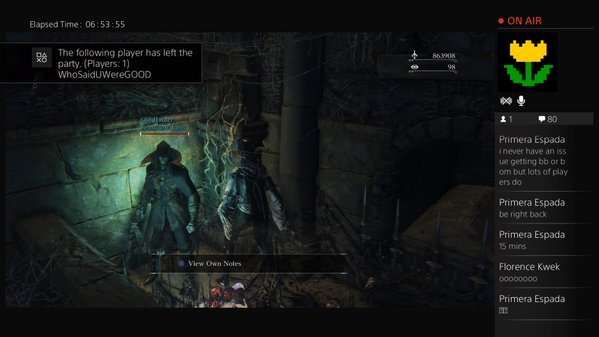 Elapsed Time: 06:53:55
The following player has left the
party. (Players: 1)
WhoSaidUWereGOOD
863908
98
Old Hunter
View Own Notes
ON AIR
1
80
Primera Espada
i never have an iss
ue getting bb or b
om but lots of play
ers do
Primera Espada
be right back
Primera Espada
15 mins
Florence Kwek
oooooooo
Primera Espada